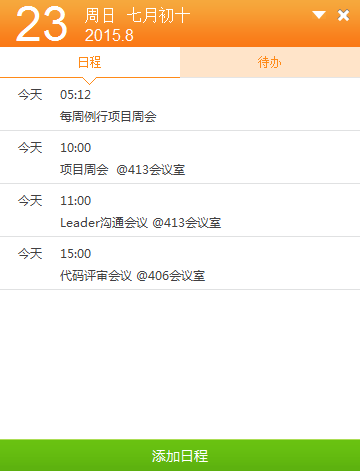 23 周日 七月初十
2015.8
日程 待办
今天 05:12
每周例行项目周会
今天 10:00
项目周会 @413会议室
今天 11:00
Leader沟通会议 @413会议室
今天 15:00
代码评审会议 @406会议室
添加日程